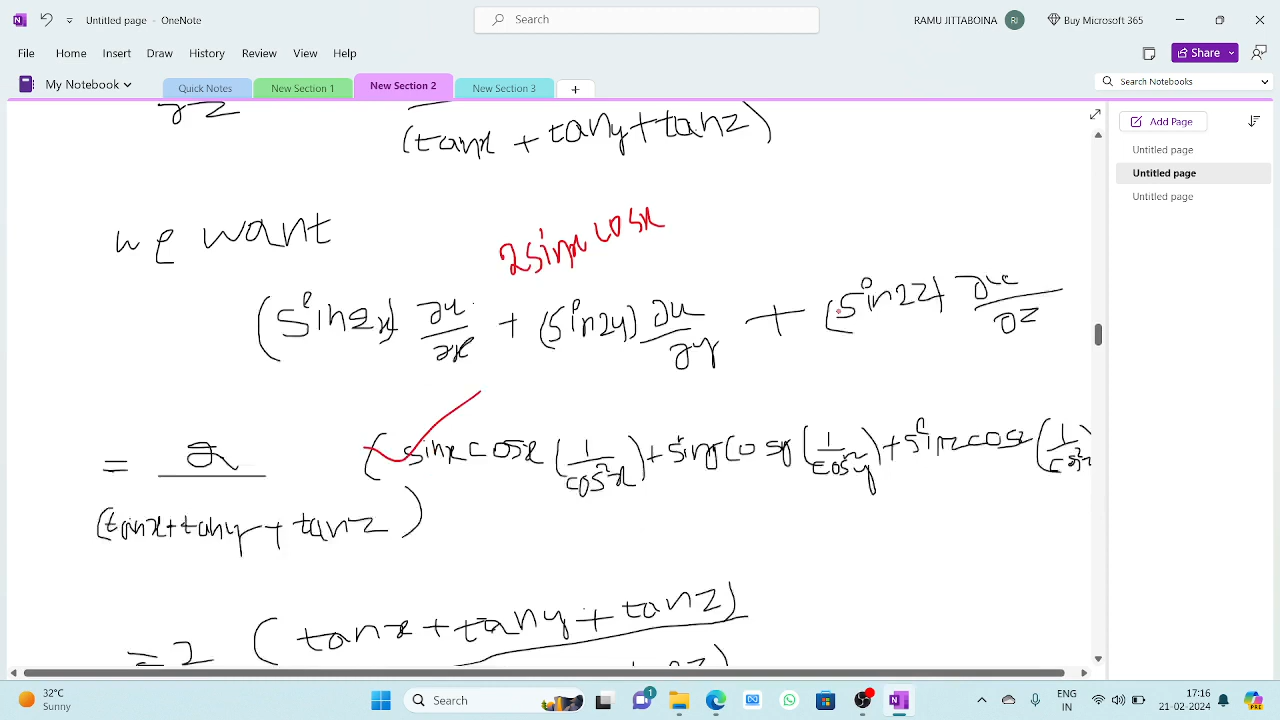 Untitled page - OneNote
Search
RAMU JITTABOINA
RJ
Buy Microsoft 365
File Home Insert Draw History Review View Help
Share
My Notebook
Quick Notes
New Section 1
New Section 2
New Section 3
+
Search Notebooks
Add Page
Untitled page
Untitled page
Untitled page
∂z
(tanx + tany + tanz)
we want
2sinx cosx
(sin2x) ∂u/∂x + (sin2y) ∂u/∂y + (sin2z) ∂u/∂z
= 2/(tanx+tany+tanz) (sinx cosx (1/cos²x) + siny cosy (1/cos²y) + sinz cosz (1/cos²z
= 2 (tanx + tany + tanz)
32°C
Sunny
Search
1
ENG
IN
17:16
21-02-2024